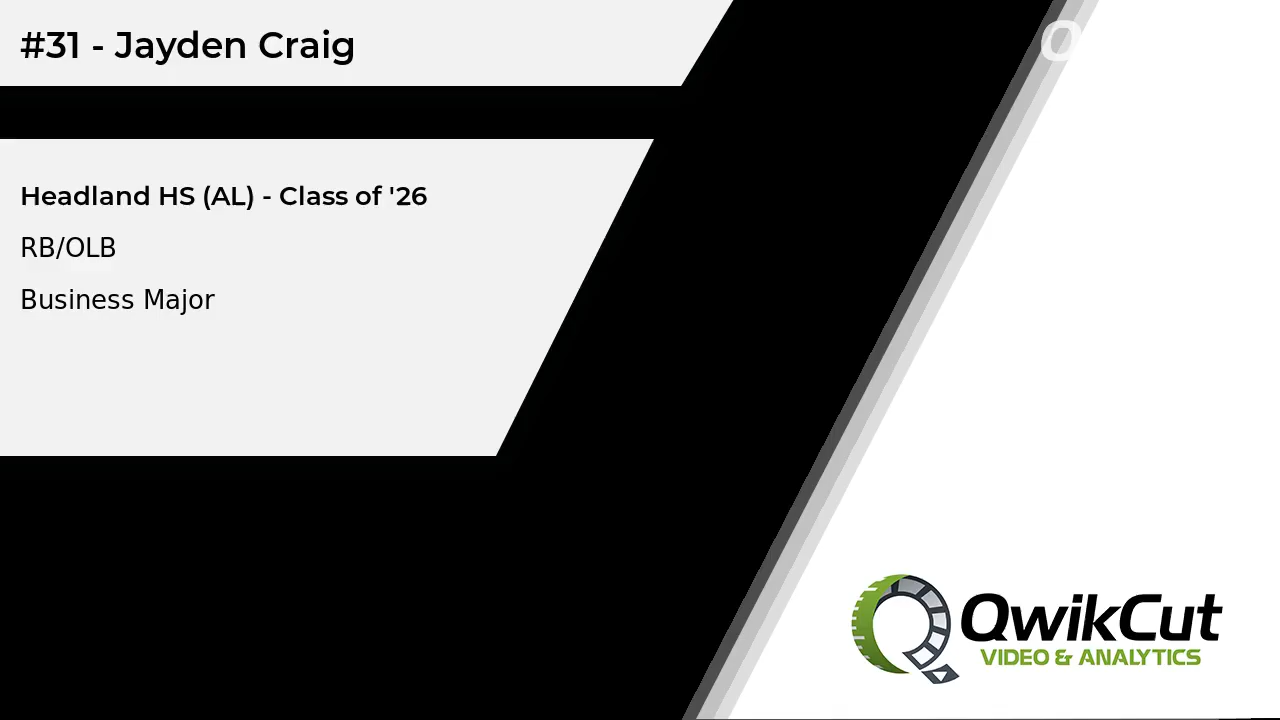 #31 - Jayden Craig
Headland HS (AL) - Class of '26
RB/OLB
Business Major
QwikCut
VIDEO & ANALYTICS